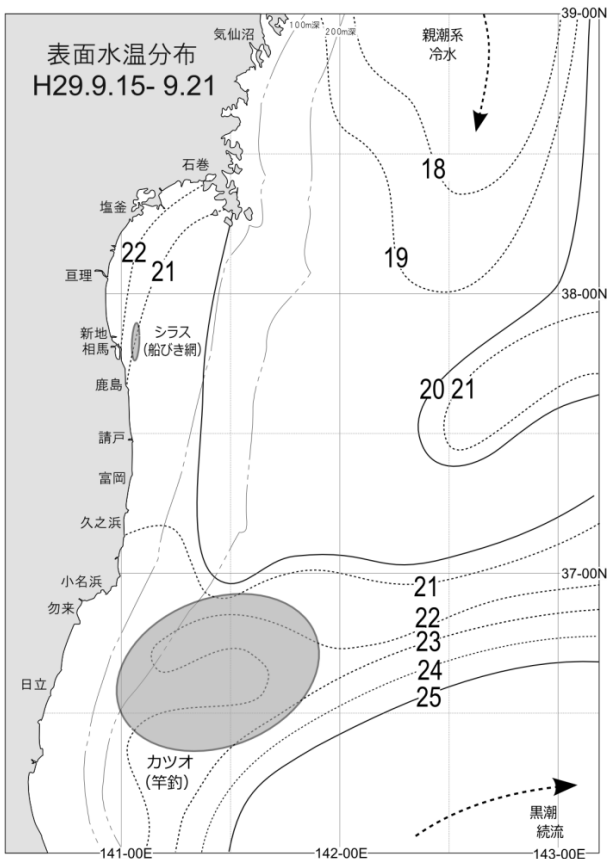 39-00N
気仙沼
100m深
200m深
親潮系
冷水
表面水温分布
H29.9.15- 9.21
石巻
18
塩釜
22
21
19
亘理
38-00N
新地
相馬
シラス
(船びき網)
鹿島
20
21
請戸
富岡
久之浜
37-00N
小名浜
21
勿来
22
23
24
日立
25
カツオ
(竿釣)
黒潮
続流
141-00E
142-00E
143-00E